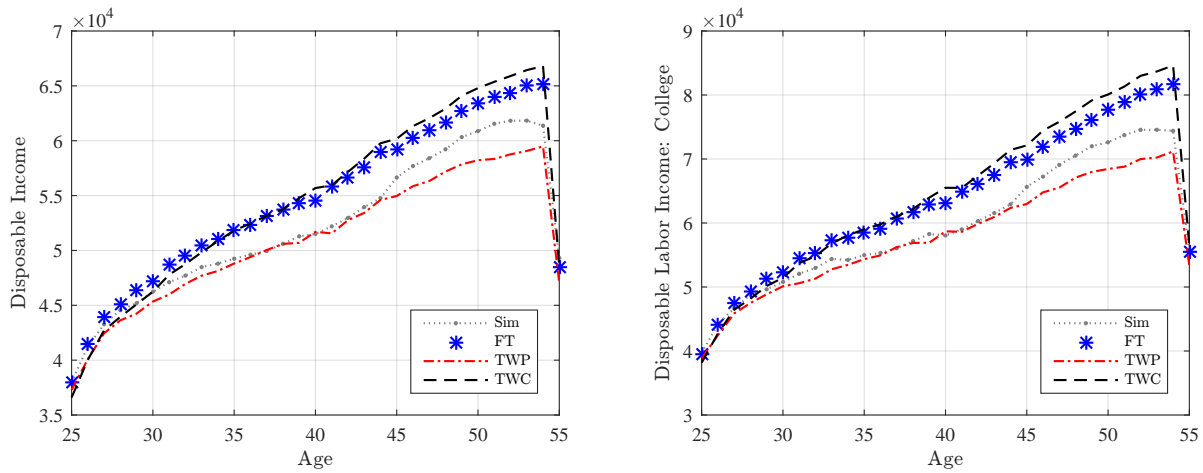 ×10⁴
7
6.5
6
5.5
5
4.5
4
3.5
Disposable Income
25 30 35 40 45 50 55
Age
Sim
FT
TWP
TWC
×10⁴
9
8
7
6
5
4
3
Disposable Labor Income: College
25 30 35 40 45 50 55
Age
Sim
FT
TWP
TWC